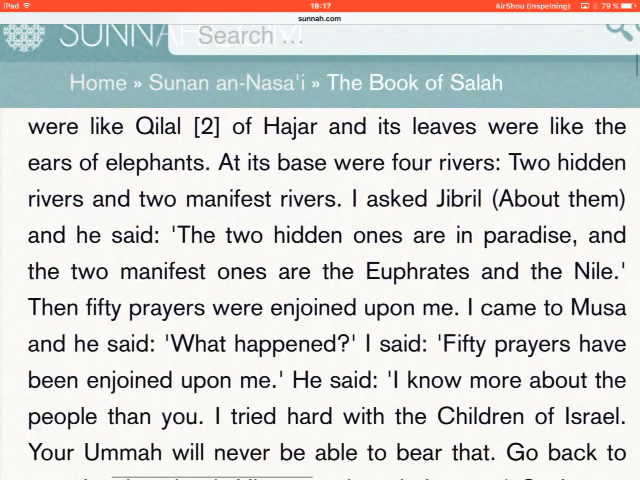 iPad 19:17 AirShou (Inspelning) 79 %
sunnah.com
SUNNAH Search ...
Home » Sunan an-Nasa'i » The Book of Salah
were like Qilal [2] of Hajar and its leaves were like the
ears of elephants. At its base were four rivers: Two hidden
rivers and two manifest rivers. I asked Jibril (About them)
and he said: 'The two hidden ones are in paradise, and
the two manifest ones are the Euphrates and the Nile.'
Then fifty prayers were enjoined upon me. I came to Musa
and he said: 'What happened?' I said: 'Fifty prayers have
been enjoined upon me.' He said: 'I know more about the
people than you. I tried hard with the Children of Israel.
Your Ummah will never be able to bear that. Go back to